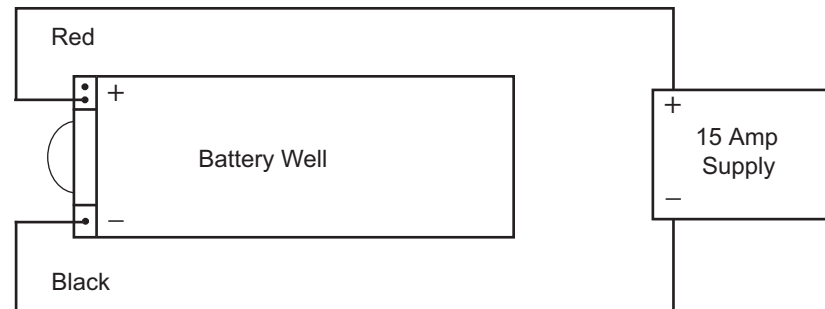 Red
+
Battery Well
−
Black
+
15 Amp
Supply
−